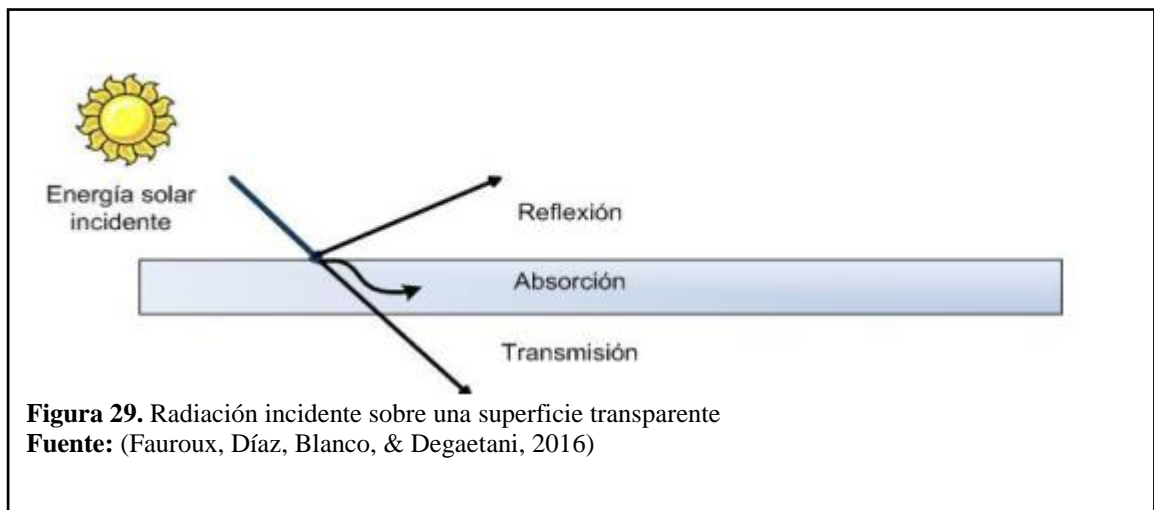 Energía solar
incidente
Reflexión
Absorción
Transmisión
Figura 29. Radiación incidente sobre una superficie transparente
Fuente: (Fauroux, Díaz, Blanco, & Degaetani, 2016)